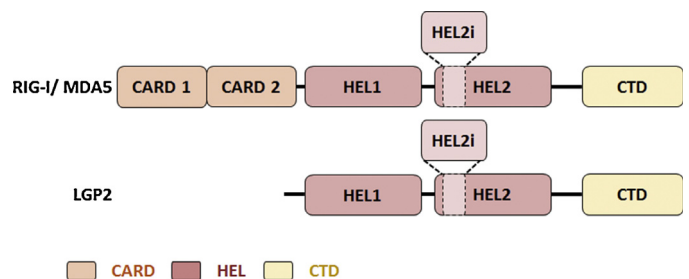 HEL2i
RIG-I/ MDA5 CARD 1 CARD 2 HEL1 HEL2 CTD
HEL2i
LGP2 HEL1 HEL2 CTD
CARD HEL CTD